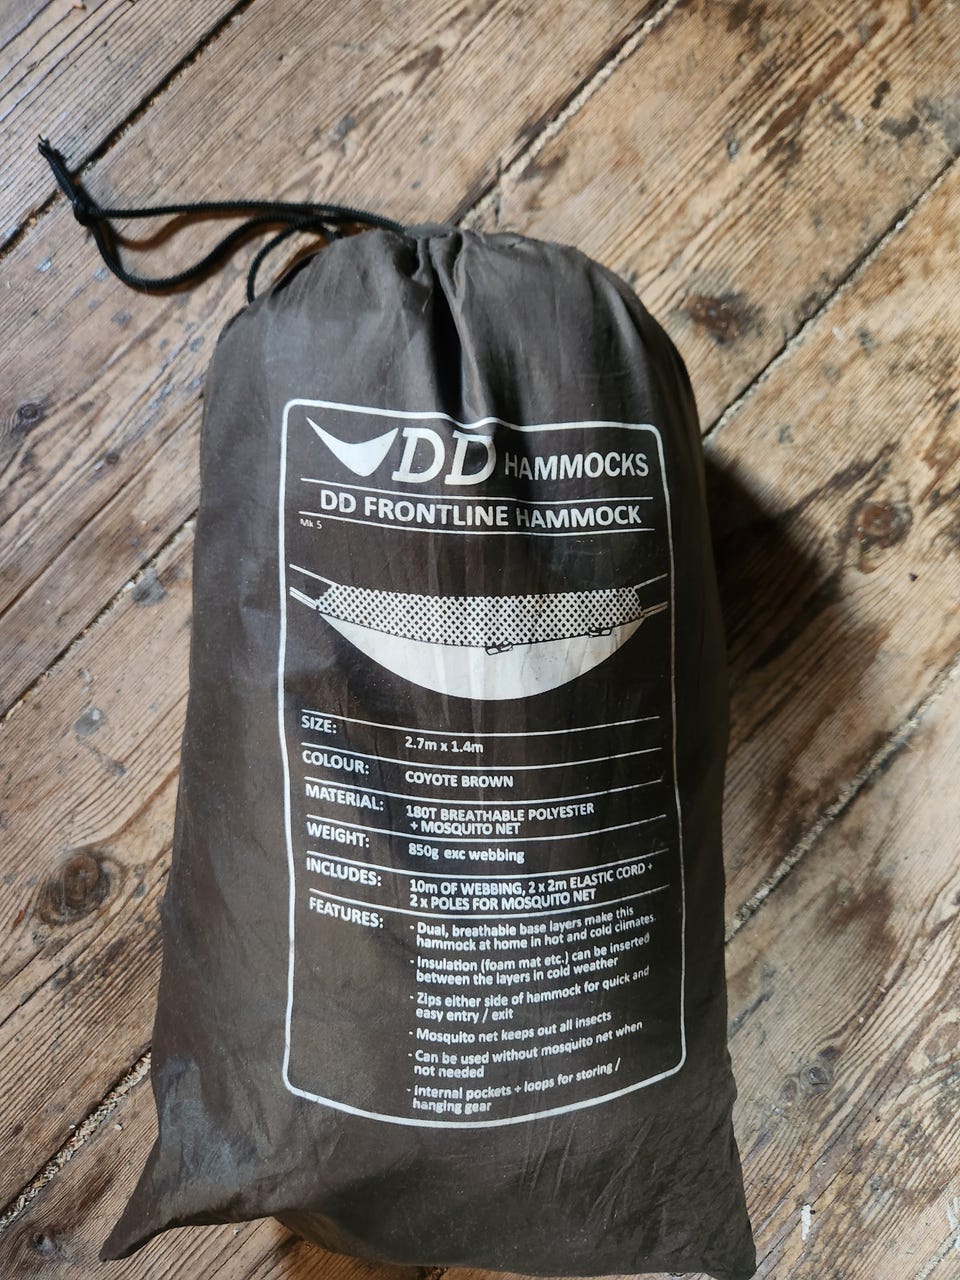 DD HAMMOCKS
DD FRONTLINE HAMMOCK
Mk 5
SIZE: 2.7m x 1.4m
COLOUR: COYOTE BROWN
MATERIAL: 180T BREATHABLE POLYESTER
+ MOSQUITO NET
WEIGHT: 850g exc webbing
INCLUDES: 10m OF WEBBING, 2 x 2m ELASTIC CORD +
2 x POLES FOR MOSQUITO NET
FEATURES: - Dual, breathable base layers make this
hammock at home in hot and cold climates.
- Insulation (foam mat etc.) can be inserted
between the layers in cold weather
- Zips either side of hammock for quick and
easy entry / exit
- Mosquito net keeps out all insects
- Can be used without mosquito net when
not needed
- internal pockets + loops for storing /
hanging gear